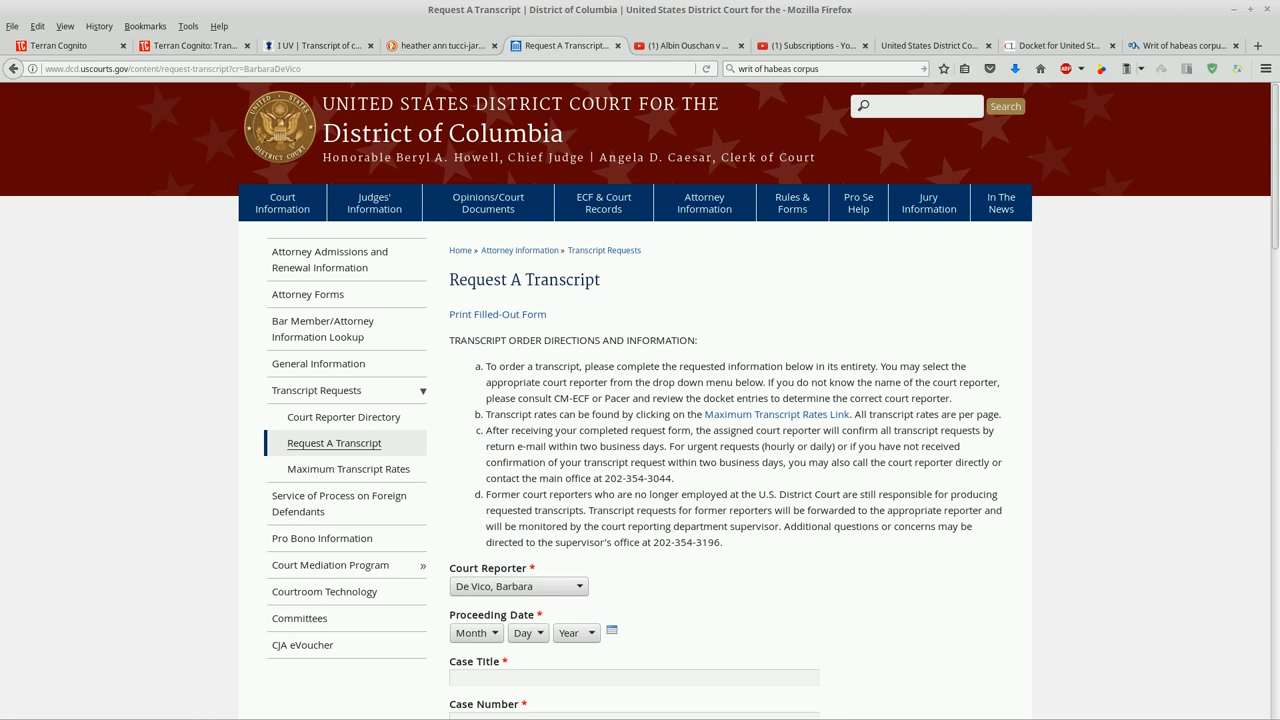 Request A Transcript | District of Columbia | United States District Court for the - Mozilla Firefox
File Edit View History Bookmarks Tools Help
Terran Cognito
Terran Cognito: Tran...
I UV | Transcript of c...
heather ann tucci-jar...
Request A Transcript...
(1) Albin Ouschan v ...
(1) Subscriptions - Yo...
United States District Co...
Docket for United St...
Writ of habeas corpu...
www.dcd.uscourts.gov/content/request-transcript?cr=BarbaraDeVico
writ of habeas corpus
ABP
UNITED STATES DISTRICT COURT FOR THE
District of Columbia
Honorable Beryl A. Howell, Chief Judge | Angela D. Caesar, Clerk of Court
Search
Court Information
Judges' Information
Opinions/Court Documents
ECF & Court Records
Attorney Information
Rules & Forms
Pro Se Help
Jury Information
In The News
Attorney Admissions and
Renewal Information
Attorney Forms
Bar Member/Attorney
Information Lookup
General Information
Transcript Requests
Court Reporter Directory
Request A Transcript
Maximum Transcript Rates
Service of Process on Foreign
Defendants
Pro Bono Information
Court Mediation Program »
Courtroom Technology
Committees
CJA eVoucher
Home » Attorney Information » Transcript Requests
Request A Transcript
Print Filled-Out Form
TRANSCRIPT ORDER DIRECTIONS AND INFORMATION:
a. To order a transcript, please complete the requested information below in its entirety. You may select the
appropriate court reporter from the drop down menu below. If you do not know the name of the court reporter,
please consult CM-ECF or Pacer and review the docket entries to determine the correct court reporter.
b. Transcript rates can be found by clicking on the Maximum Transcript Rates Link. All transcript rates are per page.
c. After receiving your completed request form, the assigned court reporter will confirm all transcript requests by
return e-mail within two business days. For urgent requests (hourly or daily) or if you have not received
confirmation of your transcript request within two business days, you may also call the court reporter directly or
contact the main office at 202-354-3044.
d. Former court reporters who are no longer employed at the U.S. District Court are still responsible for producing
requested transcripts. Transcript requests for former reporters will be forwarded to the appropriate reporter and
will be monitored by the court reporting department supervisor. Additional questions or concerns may be
directed to the supervisor's office at 202-354-3196.
Court Reporter *
De Vico, Barbara
Proceeding Date *
Month Day Year
Case Title *
Case Number *